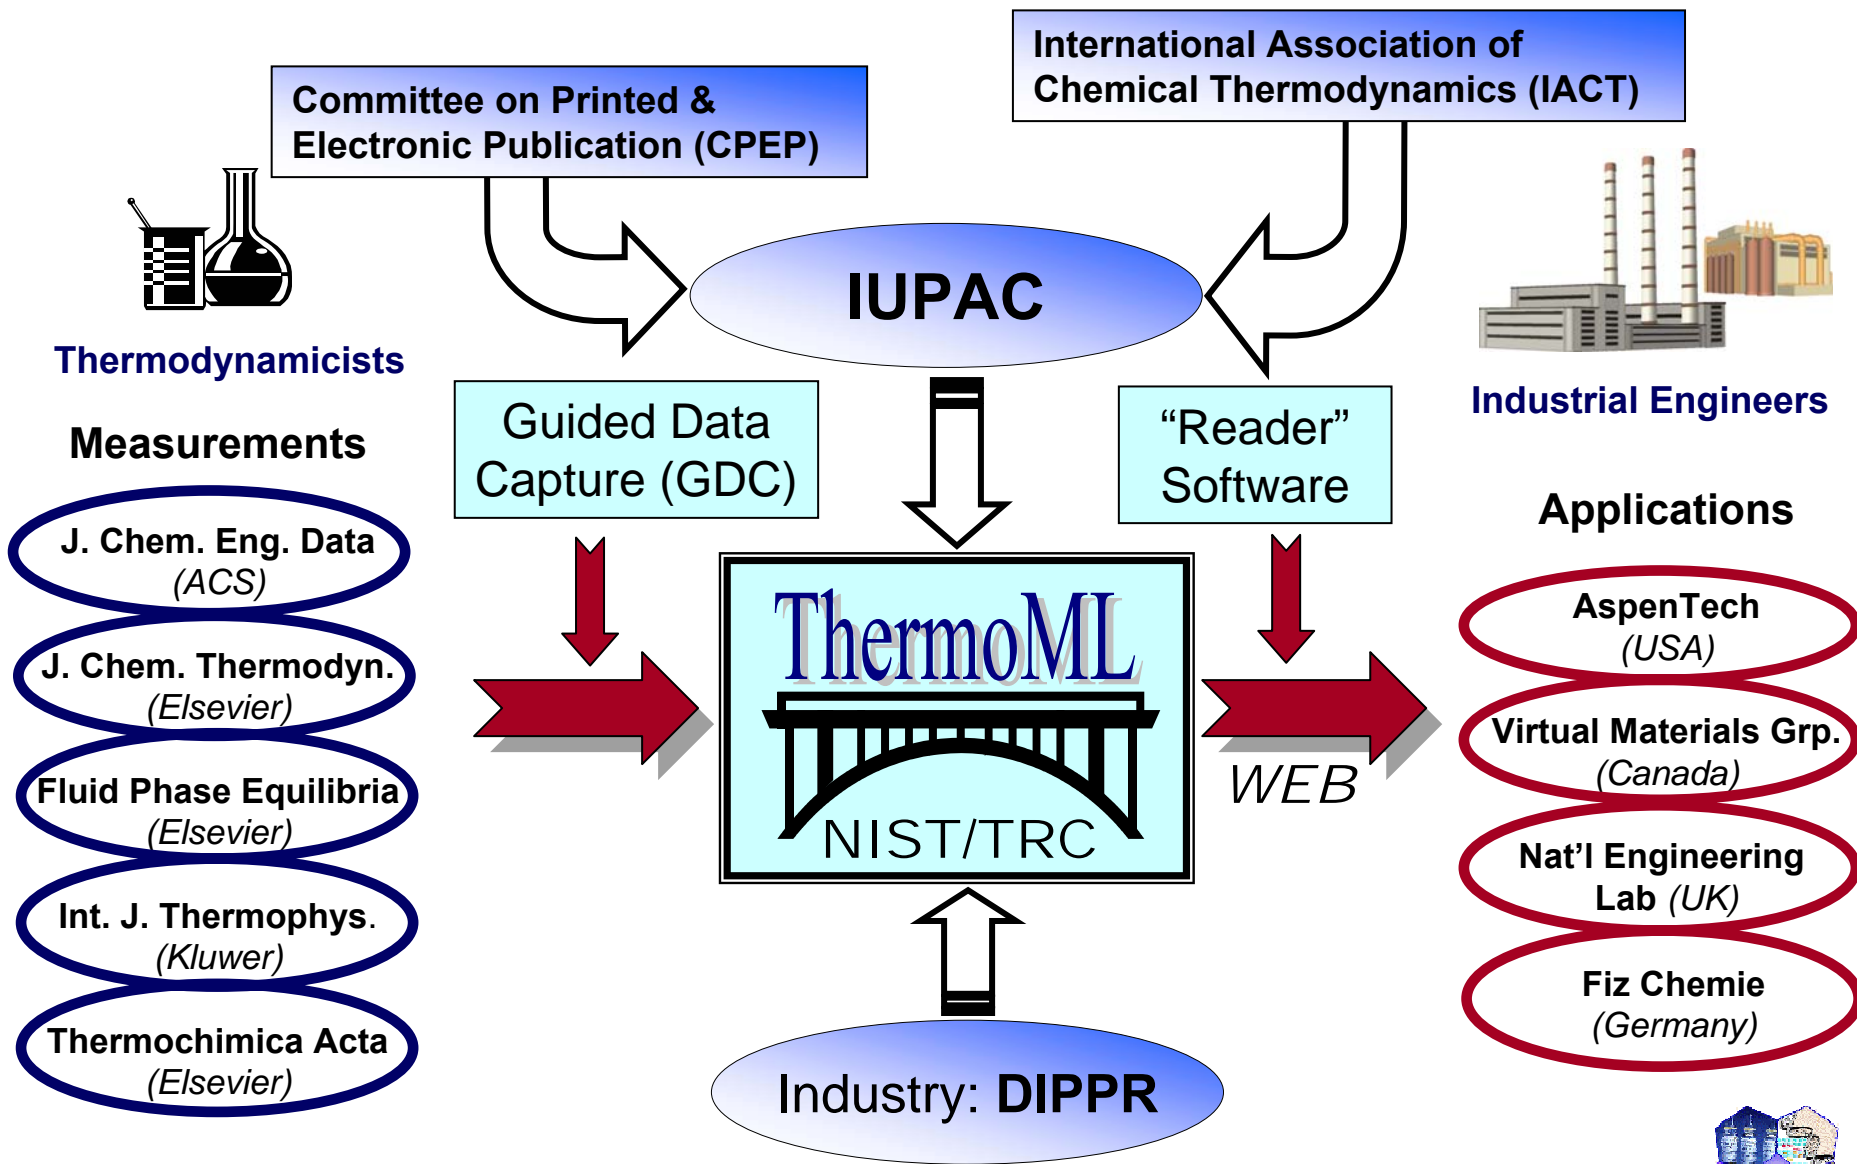 International Association of
Chemical Thermodynamics (IACT)
Committee on Printed &
Electronic Publication (CPEP)
IUPAC
Thermodynamicists
Industrial Engineers
Guided Data
Capture (GDC)
“Reader”
Software
Measurements
J. Chem. Eng. Data
(ACS)
J. Chem. Thermodyn.
(Elsevier)
Fluid Phase Equilibria
(Elsevier)
Int. J. Thermophys.
(Kluwer)
Thermochimica Acta
(Elsevier)
ThermoML
NIST/TRC
WEB
Applications
AspenTech
(USA)
Virtual Materials Grp.
(Canada)
Nat’l Engineering
Lab (UK)
Fiz Chemie
(Germany)
Industry: DIPPR